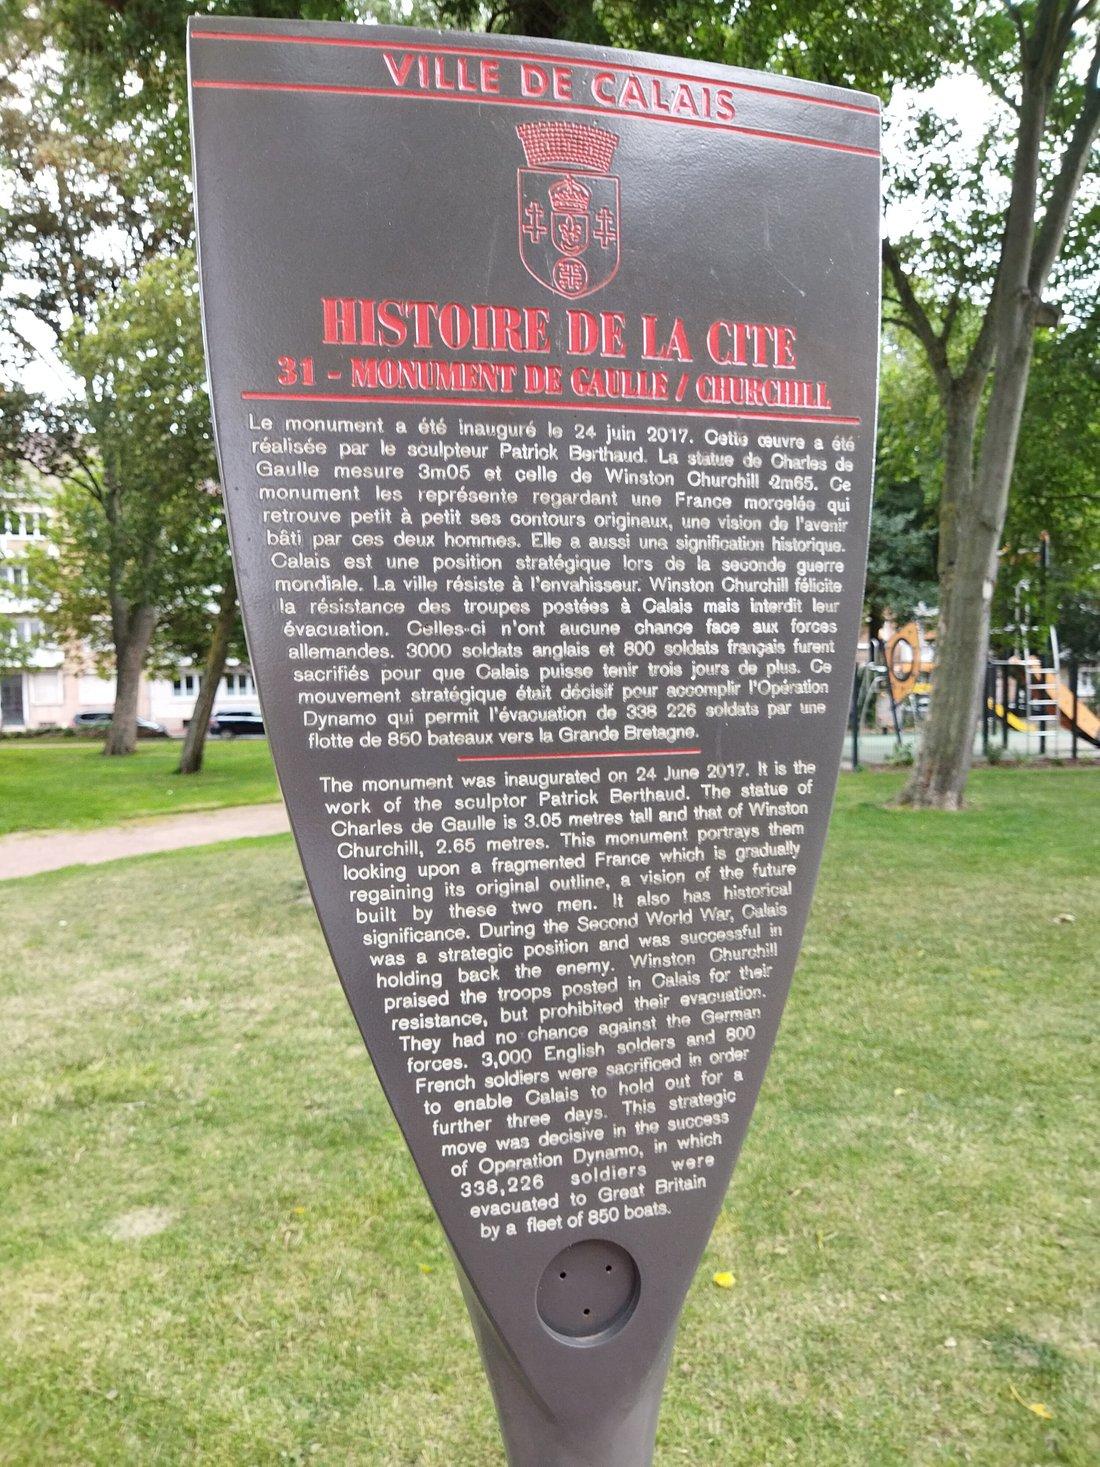 VILLE DE CALAIS
HISTOIRE DE LA CITE
31 - MONUMENT DE GAULLE / CHURCHILL
Le monument a été inauguré le 24 juin 2017. Cette œuvre a été
réalisée par le sculpteur Patrick Berthaud. La statue de Charles de
Gaulle mesure 3m05 et celle de Winston Churchill 2m65. Ce
monument les représente regardant une France morcelée qui
retrouve petit à petit ses contours originaux, une vision de l'avenir
bâti par ces deux hommes. Elle a aussi une signification historique.
Calais est une position stratégique lors de la seconde guerre
mondiale. La ville résiste à l'envahisseur. Winston Churchill félicite
la résistance des troupes postées à Calais mais interdit leur
évacuation. Celles-ci n'ont aucune chance face aux forces
allemandes. 3000 soldats anglais et 800 soldats français furent
sacrifiés pour que Calais puisse tenir trois jours de plus. Ce
mouvement stratégique était décisif pour accomplir l'Opération
Dynamo qui permit l'évacuation de 338 226 soldats par une
flotte de 850 bateaux vers la Grande Bretagne.
The monument was inaugurated on 24 June 2017. It is the
work of the sculptor Patrick Berthaud. The statue of
Charles de Gaulle is 3.05 metres tall and that of Winston
Churchill, 2.65 metres. This monument portrays them
looking upon a fragmented France which is gradually
regaining its original outline, a vision of the future
built by these two men. It also has historical
significance. During the Second World War, Calais
was a strategic position and was successful in
holding back the enemy. Winston Churchill
praised the troops posted in Calais for their
resistance, but prohibited their evacuation.
They had no chance against the German
forces. 3,000 English solders and 800
French soldiers were sacrificed in order
to enable Calais to hold out for a
further three days. This strategic
move was decisive in the success
of Operation Dynamo, in which
338,226 soldiers were
evacuated to Great Britain
by a fleet of 850 boats.